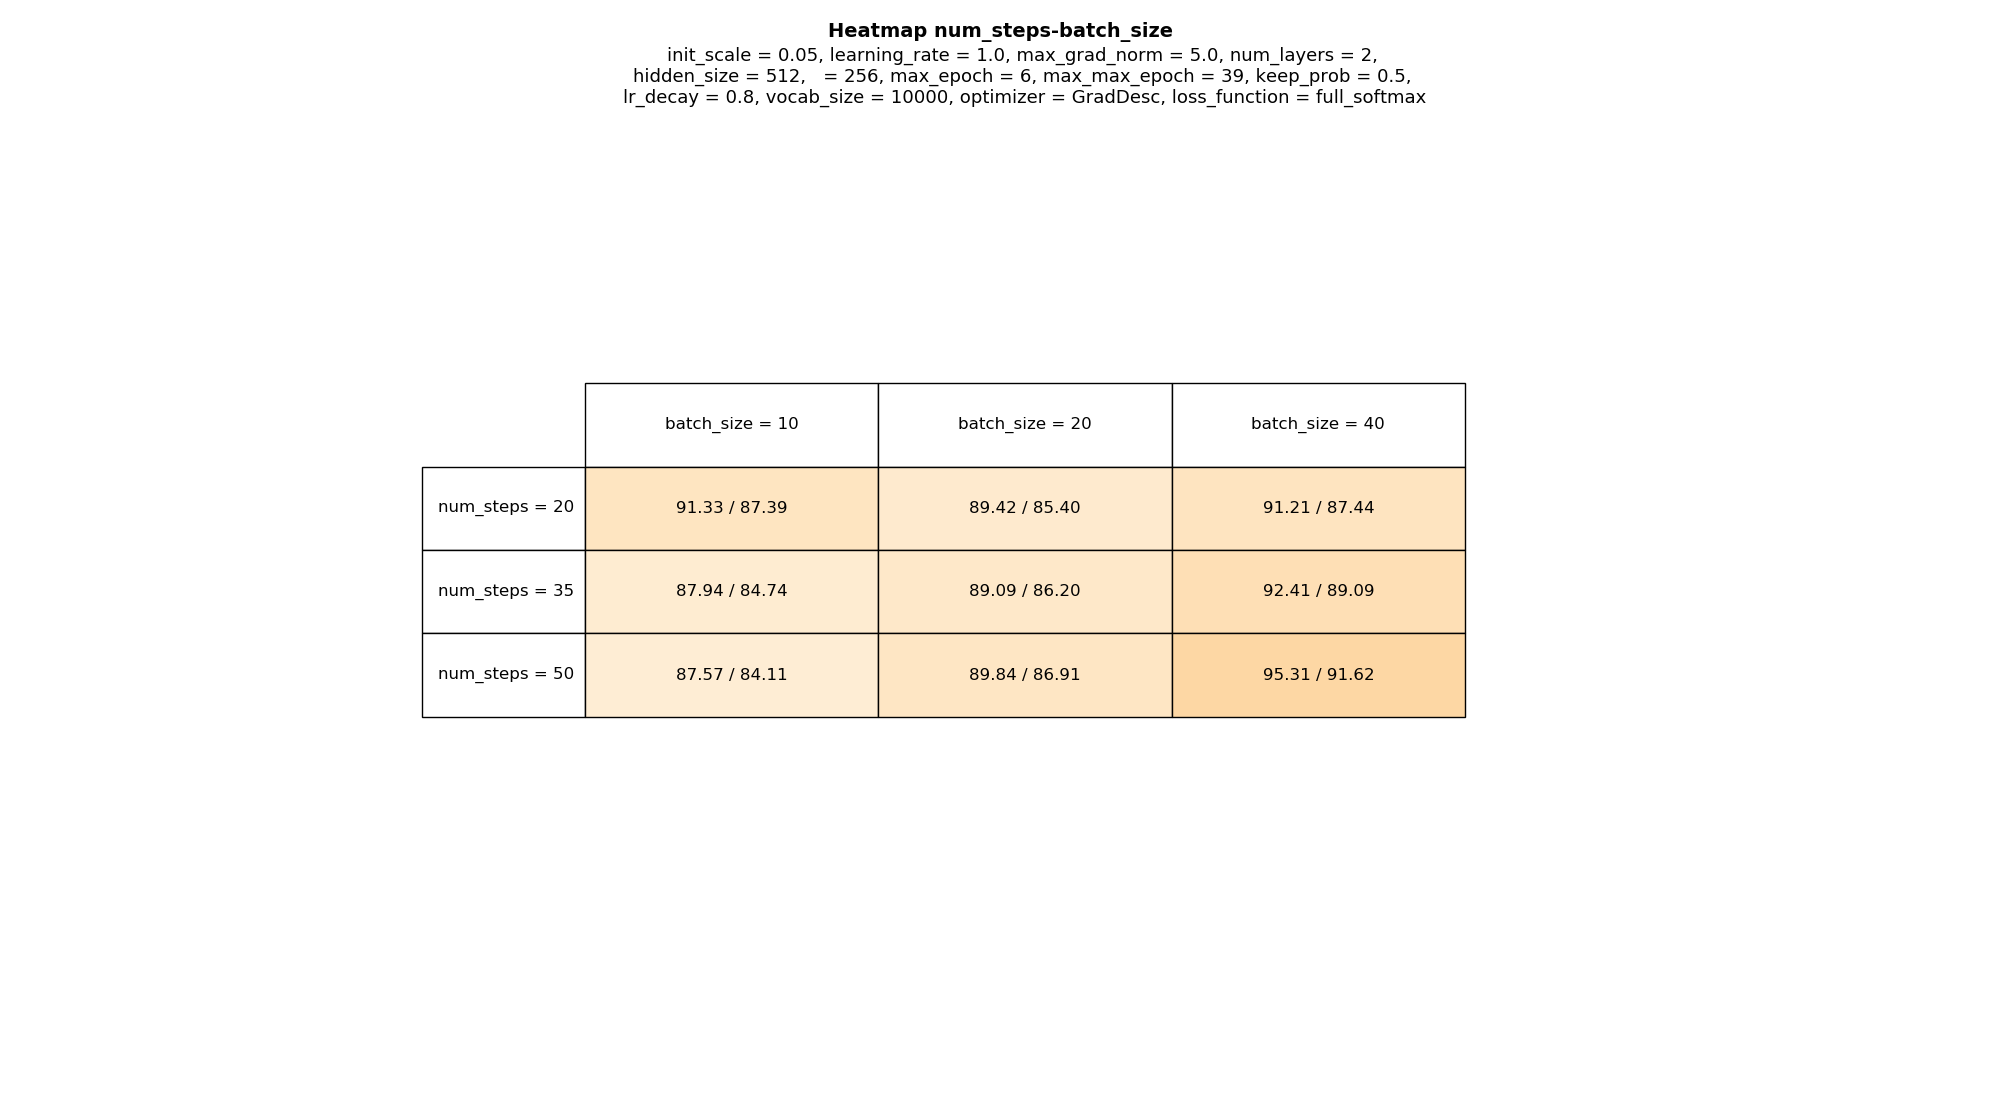 Heatmap num_steps-batch_size
init_scale = 0.05, learning_rate = 1.0, max_grad_norm = 5.0, num_layers = 2,
hidden_size = 512,   = 256, max_epoch = 6, max_max_epoch = 39, keep_prob = 0.5,
lr_decay = 0.8, vocab_size = 10000, optimizer = GradDesc, loss_function = full_softmax
batch_size = 10 batch_size = 20 batch_size = 40
num_steps = 20 91.33 / 87.39 89.42 / 85.40 91.21 / 87.44
num_steps = 35 87.94 / 84.74 89.09 / 86.20 92.41 / 89.09
num_steps = 50 87.57 / 84.11 89.84 / 86.91 95.31 / 91.62